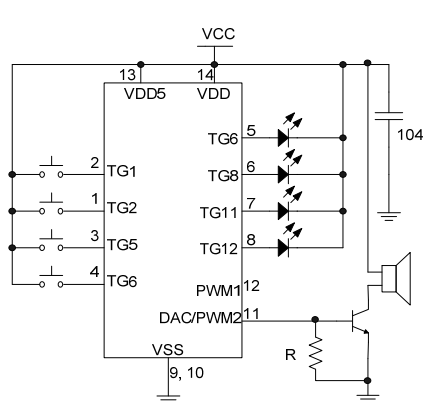 VCC
13 14
VDD5 VDD
TG6 5
104
2 TG1
TG8 6
1 TG2
TG11 7
3 TG5
TG12 8
4 TG6
PWM1 12
DAC/PWM2 11
VSS
R
9, 10